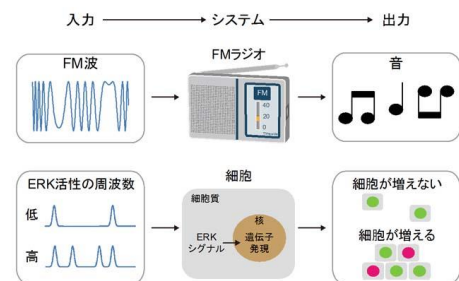 入力
システム
出力
FM波
FMラジオ
音
FM
40
20
0
ERK活性の周波数
低
高
細胞
細胞質
核
ERK
シグナル
遺伝子
発現
細胞が増えない
細胞が増える